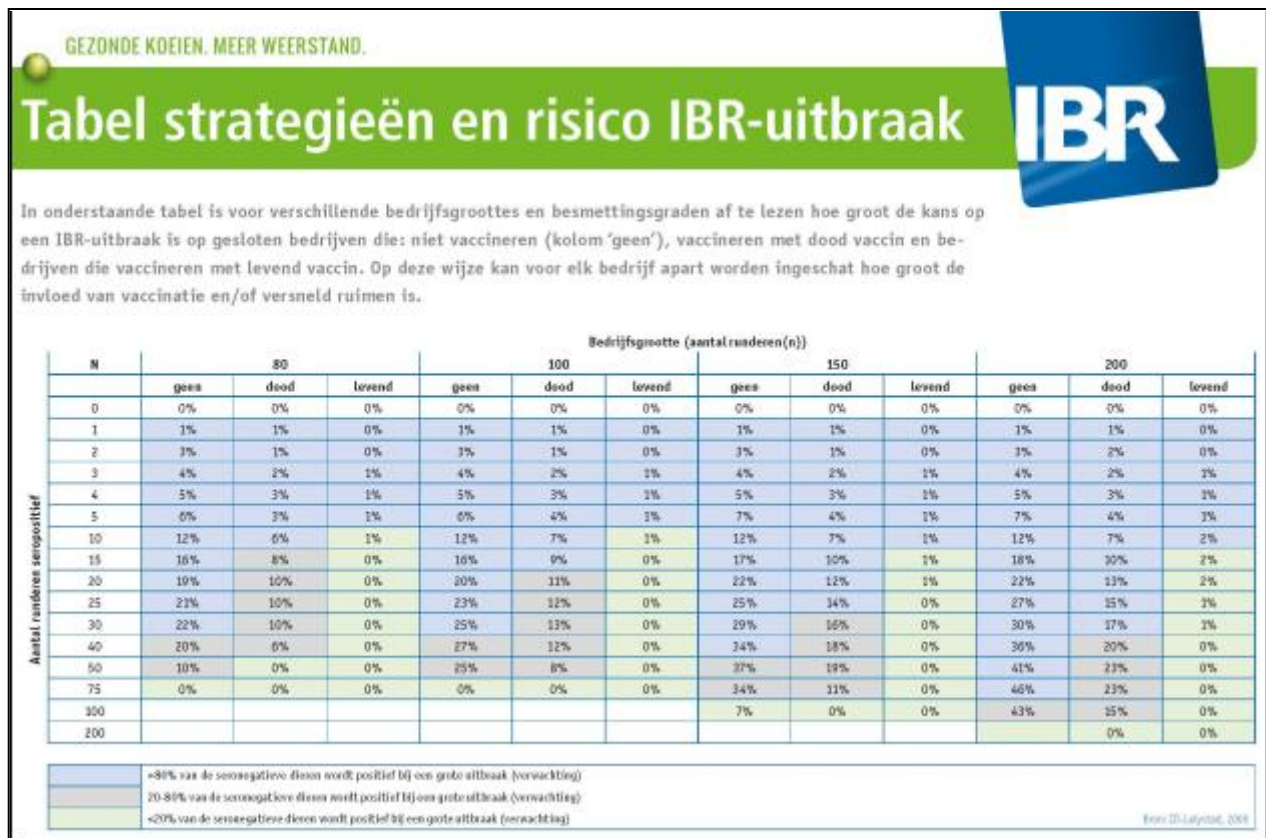 GEZONDE KOEIEN. MEER WEERSTAND.
Tabel strategieën en risico IBR-uitbraak
IBR
In onderstaande tabel is voor verschillende bedrijfsgroottes en besmettingsgraden af te lezen hoe groot de kans op
een IBR-uitbraak is op gesloten bedrijven die: niet vaccineren (kolom 'geen'), vaccineren met dood vaccin en be-
drijven die vaccineren met levend vaccin. Op deze wijze kan voor elk bedrijf apart worden ingeschat hoe groot de
invloed van vaccinatie en/of versneld ruimen is.
Bedrijfsgrootte (aantal runderen(n))
N 80 100 150 200
geen dood levend geen dood levend geen dood levend geen dood levend
Aantal runderen seropositief
0 0% 0% 0% 0% 0% 0% 0% 0% 0% 0% 0% 0%
1 1% 1% 0% 1% 1% 0% 1% 1% 0% 1% 1% 0%
2 3% 1% 0% 3% 1% 0% 3% 1% 0% 3% 2% 0%
3 4% 2% 1% 4% 2% 1% 4% 2% 1% 4% 2% 1%
4 5% 3% 1% 5% 3% 1% 5% 3% 1% 5% 3% 1%
5 6% 3% 1% 6% 4% 1% 7% 4% 1% 7% 4% 1%
10 12% 6% 1% 12% 7% 1% 12% 7% 1% 12% 7% 2%
15 16% 8% 0% 16% 9% 0% 17% 10% 1% 18% 10% 2%
20 19% 10% 0% 20% 11% 0% 22% 12% 1% 22% 13% 2%
25 21% 10% 0% 23% 12% 0% 25% 14% 0% 27% 15% 1%
30 22% 10% 0% 25% 13% 0% 29% 16% 0% 30% 17% 1%
40 20% 6% 0% 27% 12% 0% 34% 18% 0% 36% 20% 0%
50 10% 0% 0% 25% 8% 0% 37% 19% 0% 41% 23% 0%
75 0% 0% 0% 0% 0% 0% 34% 11% 0% 46% 23% 0%
100 7% 0% 0% 43% 15% 0%
200 0% 0%
>80% van de seronegatieve dieren wordt positief bij een grote uitbraak (verwachting)
20-80% van de seronegatieve dieren wordt positief bij een grote uitbraak (verwachting)
<20% van de seronegatieve dieren wordt positief bij een grote uitbraak (verwachting)
Bron: ID-Lelystad,